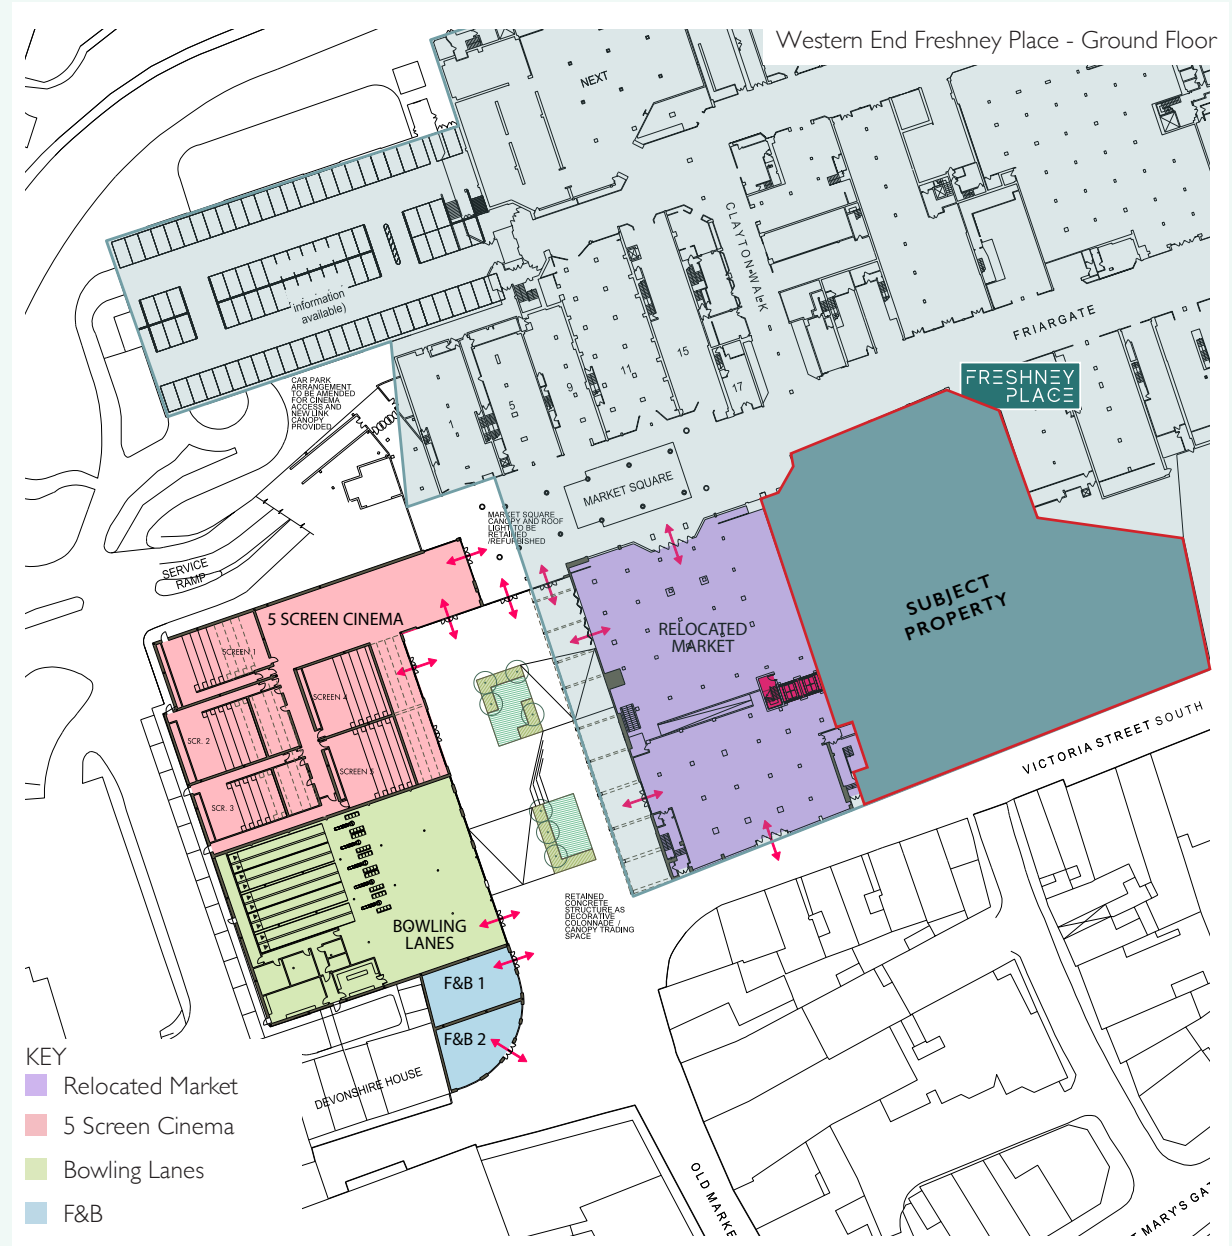 Western End Freshney Place - Ground Floor
NEXT
CLAYTON WALK
information
available)
FRIARGATE
FRESHNEY
PLACE
15
17
11
9
5
1
CAR PARK
ARRANGEMENT
TO BE AMENDED
FOR CINEMA
ACCESS AND
NEW LINK
CANOPY
PROVIDED
MARKET SQUARE
MARKET SQUARE
CANOPY AND ROOF
LIGHT TO BE
RETAINED
/REFURBISHED
SERVICE
RAMP
SUBJECT
PROPERTY
5 SCREEN CINEMA
RELOCATED
MARKET
SCREEN 1
SCREEN 4
SCR. 2
SCREEN 5
SCR. 3
VICTORIA STREET SOUTH
RETAINED
CONCRETE
STRUCTURE AS
DECORATIVE
COLONNADE /
CANOPY TRADING
SPACE
BOWLING
LANES
F&B 1
F&B 2
DEVONSHIRE HOUSE
KEY
Relocated Market
5 Screen Cinema
Bowling Lanes
F&B
OLD MARKE
MARY'S GA